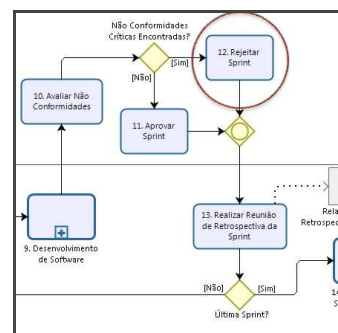 Não Conformidades
Críticas Encontradas?
12. Rejeitar
Sprint
[Sim]
[Não]
10. Avaliar Não
Conformidades
11. Aprovar
Sprint
13. Realizar Reunião
de Retrospectiva da
Sprint
Rela
Retrospec
9. Desenvolvimento
de Software
[Não]
[Sim]
Última Sprint?
14
S